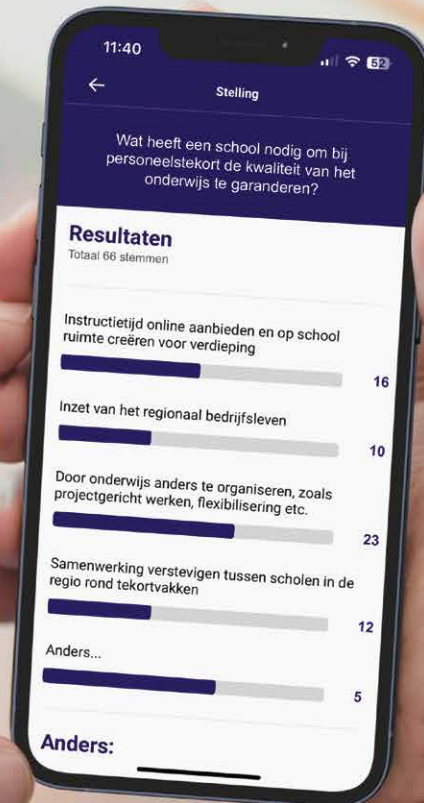 11:40
52
Stelling
Wat heeft een school nodig om bij
personeelstekort de kwaliteit van het
onderwijs te garanderen?
Resultaten
Totaal 66 stemmen
Instructietijd online aanbieden en op school
ruimte creëren voor verdieping
16
Inzet van het regionaal bedrijfsleven
10
Door onderwijs anders te organiseren, zoals
projectgericht werken, flexibilisering etc.
23
Samenwerking verstevigen tussen scholen in de
regio rond tekortvakken
12
Anders...
5
Anders: